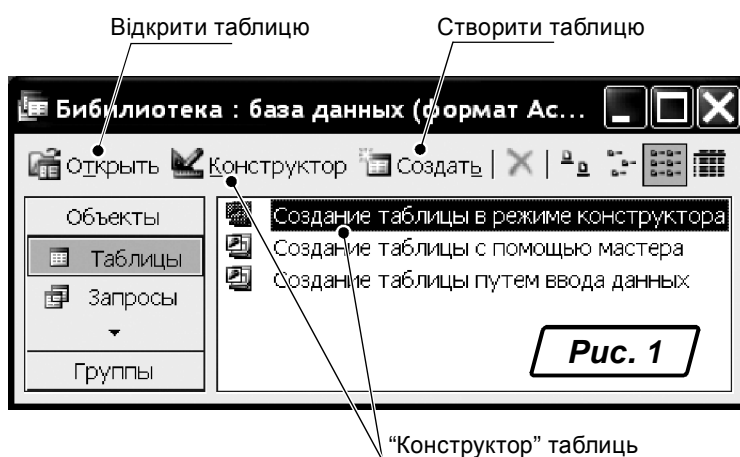 Відкрити таблицю Створити таблицю
Бибилиотека : база данных (формат Ac...
Открыть Конструктор Создать
Объекты
Таблицы
Запросы
Группы
Создание таблицы в режиме конструктора
Создание таблицы с помощью мастера
Создание таблицы путем ввода данных
Рис. 1
“Конструктор” таблиць